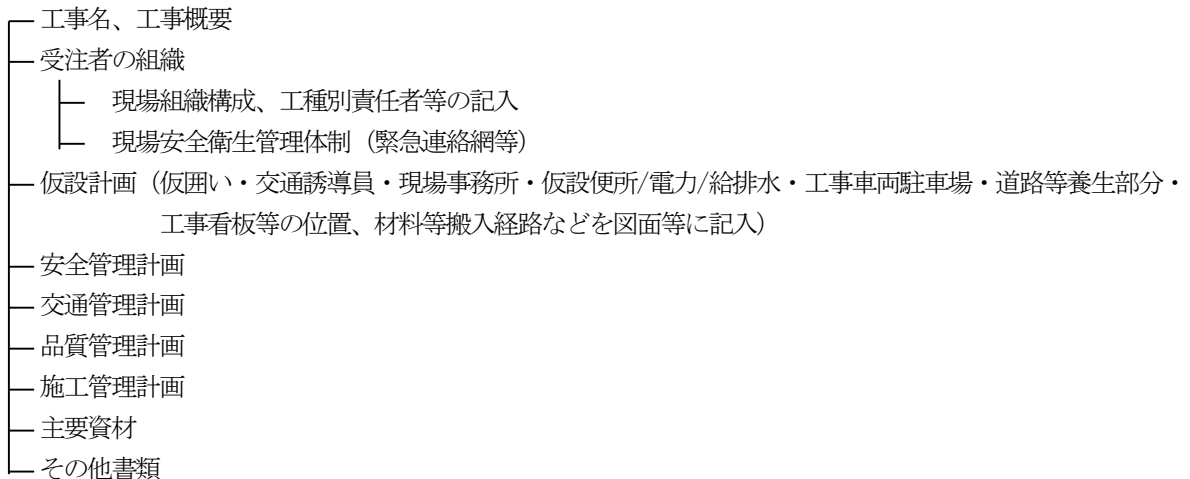 工事名、工事概要
受注者の組織
現場組織構成、工種別責任者等の記入
現場安全衛生管理体制（緊急連絡網等）
仮設計画（仮囲い・交通誘導員・現場事務所・仮設便所/電力/給排水・工事車両駐車場・道路等養生部分・
工事看板等の位置、材料等搬入経路などを図面等に記入）
安全管理計画
交通管理計画
品質管理計画
施工管理計画
主要資材
その他書類